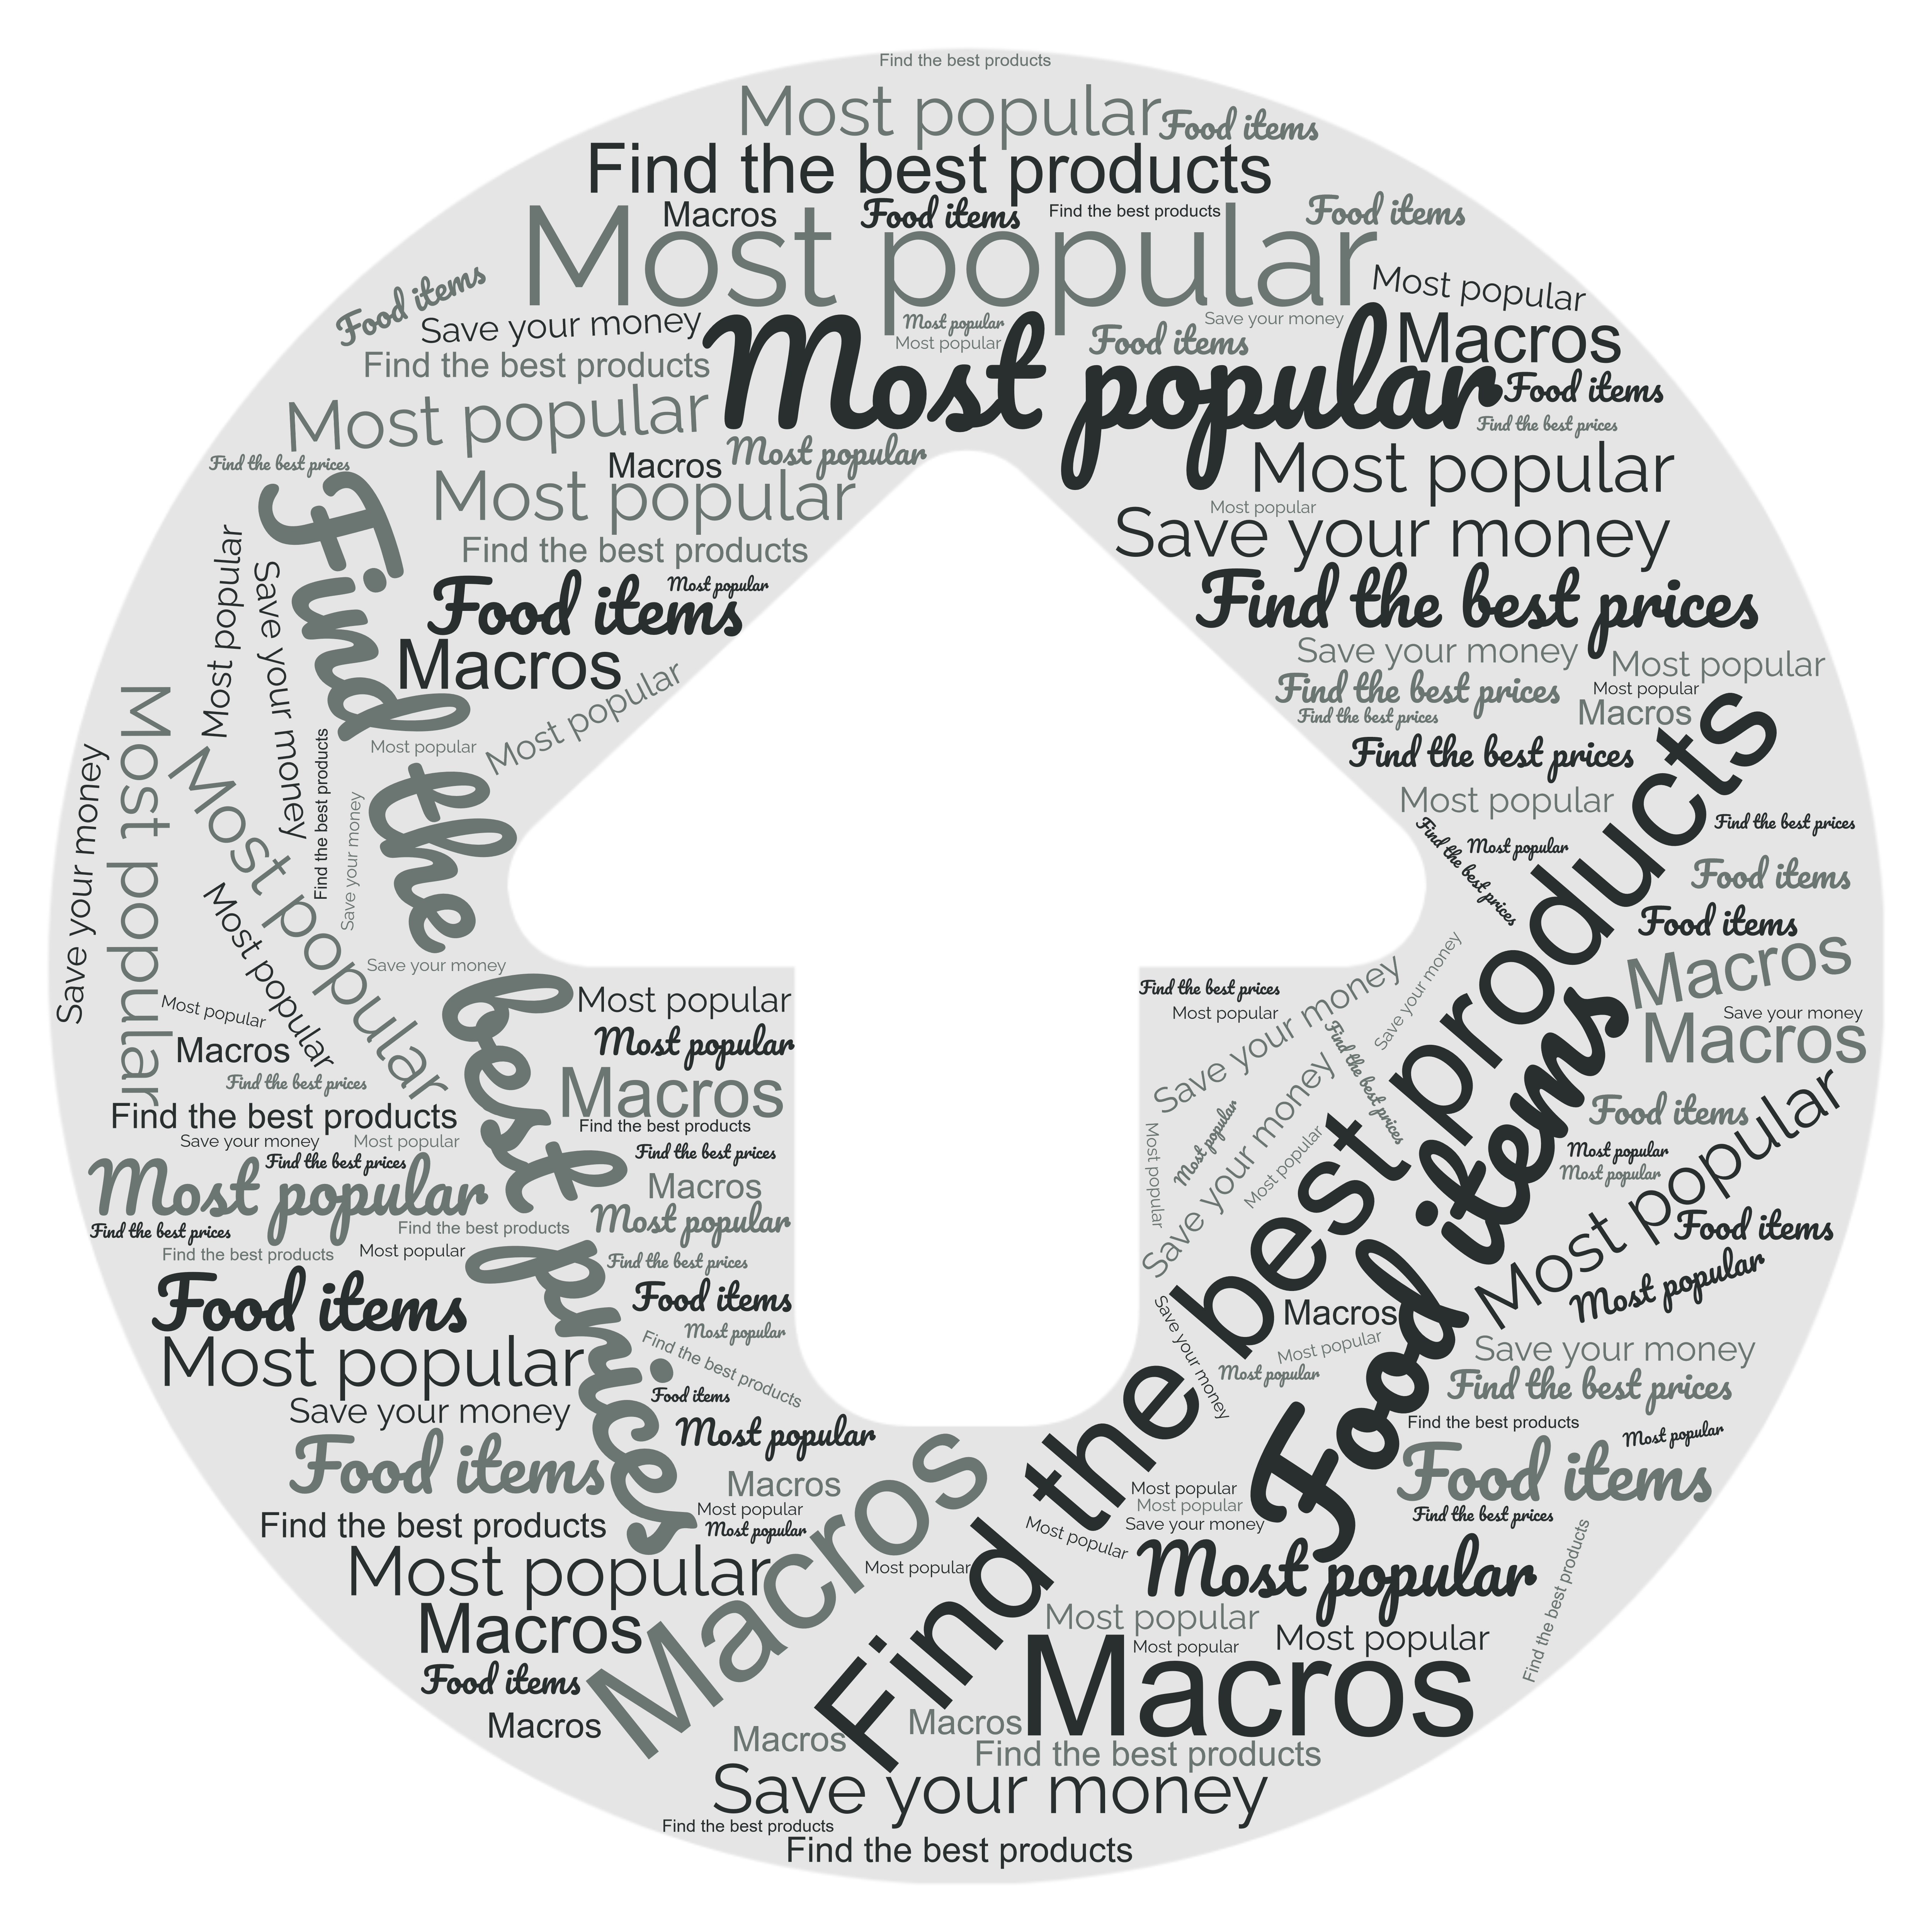 Find the best products
Most popular
Food items
Find the best products
Macros
Food items
Find the best products
Food items
Most popular
Food items
Most popular
Save your money
Most popular
Save your money
Most popular
Food items
Macros
Find the best products
Most popular
Food items
Most popular
Find the best prices
Most popular
Find the best prices
Macros
Most popular
Most popular
Most popular
Save your money
Find the best products
Most popular
Food items
Find the best prices
Macros
Save your money
Most popular
Find the best prices
Most popular
Macros
Find the best prices
Find the best prices
Most popular
Save your money
Most popular
Most popular
Find the best prices
Most popular
Most popular
Save your money
Most popular
Find the best products
Save your money
Find the best products
Find the best prices
Most popular
Find the best prices
Food items
Most popular
Food items
Macros
Save your money
Macros
Save your money
Most popular
Most popular
Most popular
Macros
Find the best prices
Find the best products
Save your money
Most popular
Most popular
Find the best prices
Find the best prices
Find the best products
Find the best products
Most popular
Most popular
Macros
Find the best products
Find the best prices
Macros
Most popular
Find the best prices
Food items
Most popular
Find the best products
Food items
Most popular
Find the best prices
Most popular
Save your money
Save your money
Find the best prices
Save your money
Most popular
Most popular
Most popular
Save your money
Food items
Food items
Most popular
Most popular
Most popular
Food items
Most popular
Macros
Most popular
Most popular
Save your money
Find the best prices
Find the best products
Most popular
Food items
Find the best prices
Find the best products
Food items
Most popular
Save your money
Food items
Find the best products
Most popular
Macros
Food items
Macros
Macros
Most popular
Most popular
Macros
Most popular
Most popular
Most popular
Save your money
Most popular
Most popular
Most popular
Most popular
Most popular
Macros
Macros
Macros
Find the best products
Save your money
Find the best products
Find the best products